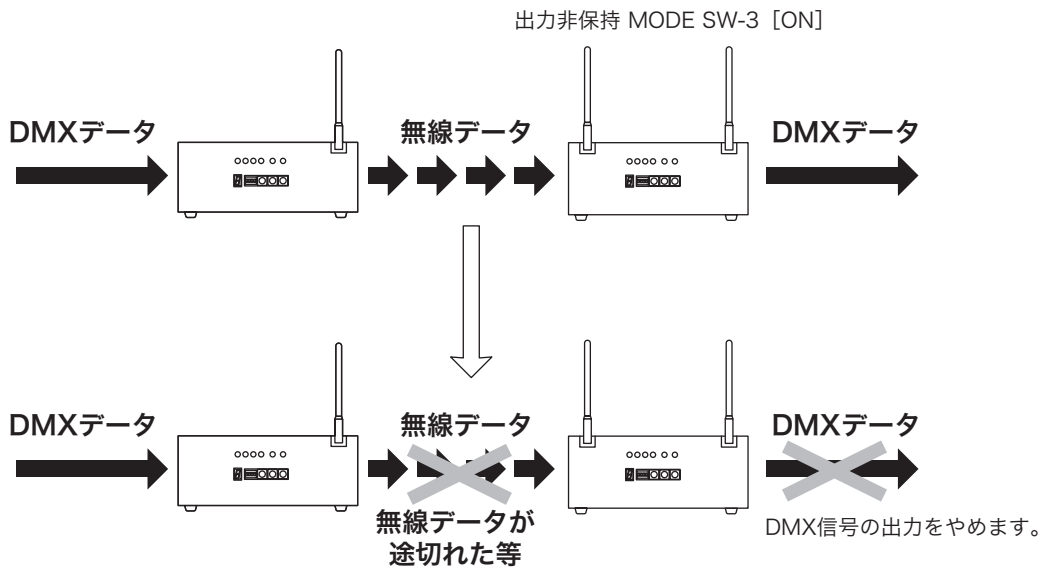 出力非保持 MODE SW-3［ON］
DMXデータ
無線データ
DMXデータ
DMXデータ
無線データ
DMXデータ
無線データが
途切れた等
DMX信号の出力をやめます。